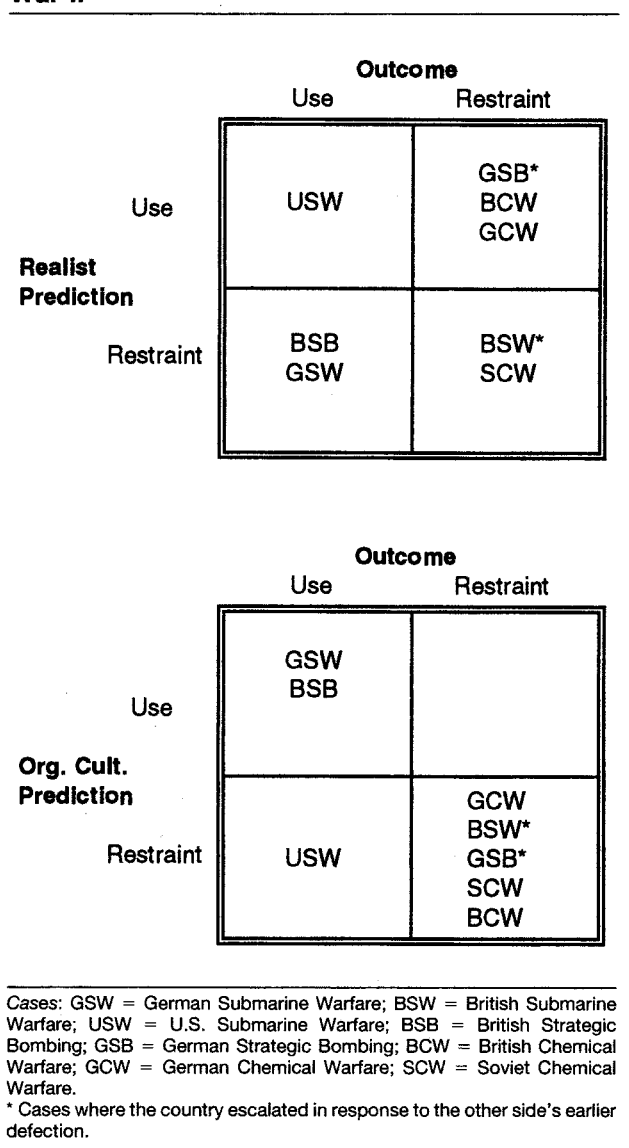 Outcome
Use Restraint
Use USW GSB*
BCW
GCW
Realist
Prediction
Restraint BSB BSW*
GSW SCW
Outcome
Use Restraint
GSW
BSB
Use
Org. Cult.
Prediction
GCW
BSW*
Restraint USW GSB*
SCW
BCW
Cases: GSW = German Submarine Warfare; BSW = British Submarine
Warfare; USW = U.S. Submarine Warfare; BSB = British Strategic
Bombing; GSB = German Strategic Bombing; BCW = British Chemical
Warfare; GCW = German Chemical Warfare; SCW = Soviet Chemical
Warfare.
* Cases where the country escalated in response to the other side's earlier
defection.